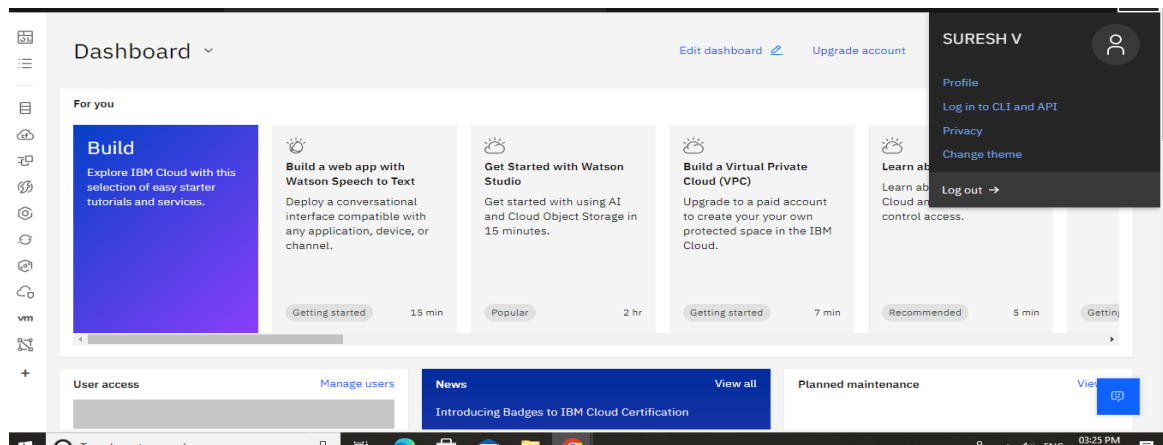 Dashboard
Edit dashboard
Upgrade account
SURESH V
Profile
Log in to CLI and API
Privacy
Change theme
Log out →
For you
Build
Explore IBM Cloud with this
selection of easy starter
tutorials and services.
Build a web app with
Watson Speech to Text
Deploy a conversational
interface compatible with
any application, device, or
channel.
Getting started 15 min
Get Started with Watson
Studio
Get started with using AI
and Cloud Object Storage in
15 minutes.
Popular 2 hr
Build a Virtual Private
Cloud (VPC)
Upgrade to a paid account
to create your your own
protected space in the IBM
Cloud.
Getting started 7 min
Learn ab
Learn ab
Cloud an
control access.
Recommended 5 min
Getting
vm
User access
Manage users
News
View all
Introducing Badges to IBM Cloud Certification
Planned maintenance
View
ENG
03:25 PM